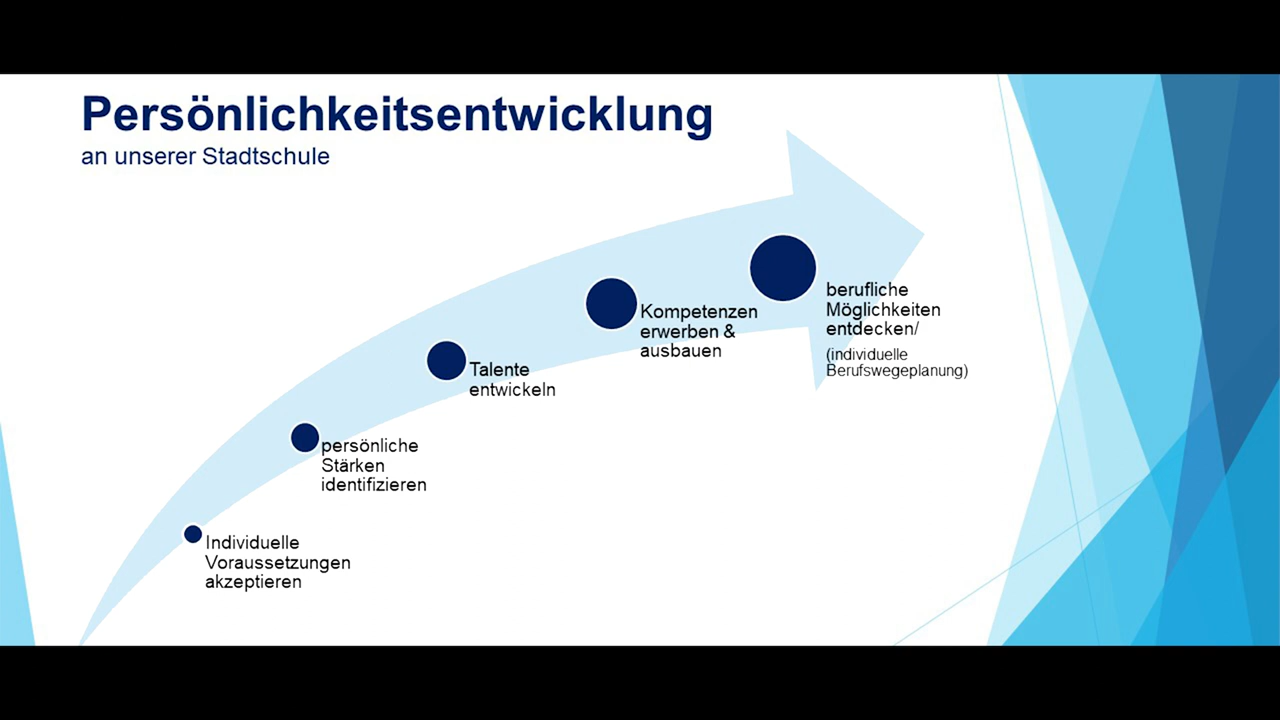 Persönlichkeitsentwicklung
an unserer Stadtschule
Individuelle
Voraussetzungen
akzeptieren
persönliche
Stärken
identifizieren
Talente
entwickeln
Kompetenzen
erwerben &
ausbauen
berufliche
Möglichkeiten
entdecken/
(individuelle
Berufswegeplanung)